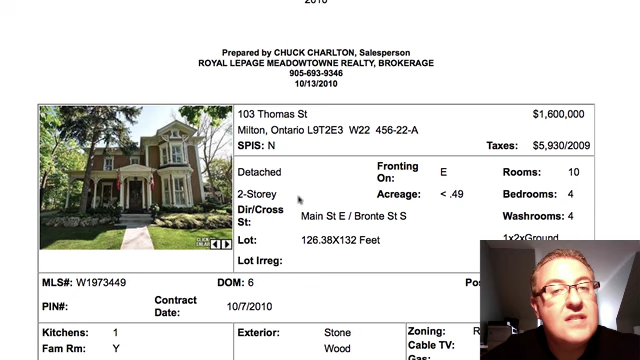 2010
Prepared by CHUCK CHARLTON, Salesperson
ROYAL LEPAGE MEADOWTOWNE REALTY, BROKERAGE
905-693-9346
10/13/2010
103 Thomas St $1,600,000
Milton, Ontario L9T2E3 W22 456-22-A
SPIS: N Taxes: $5,930/2009
Detached Fronting On: E Rooms: 10
2-Storey Acreage: < .49 Bedrooms: 4
Dir/Cross St: Main St E / Bronte St S Washrooms: 4
Lot: 126.38X132 Feet 1x2xGround
Lot Irreg:
CLICK
MLS#: W1973449 DOM: 6 Pos
PIN#: Contract Date: 10/7/2010
Kitchens: 1 Exterior: Stone Zoning: R
Fam Rm: Y Wood Cable TV:
Gas: